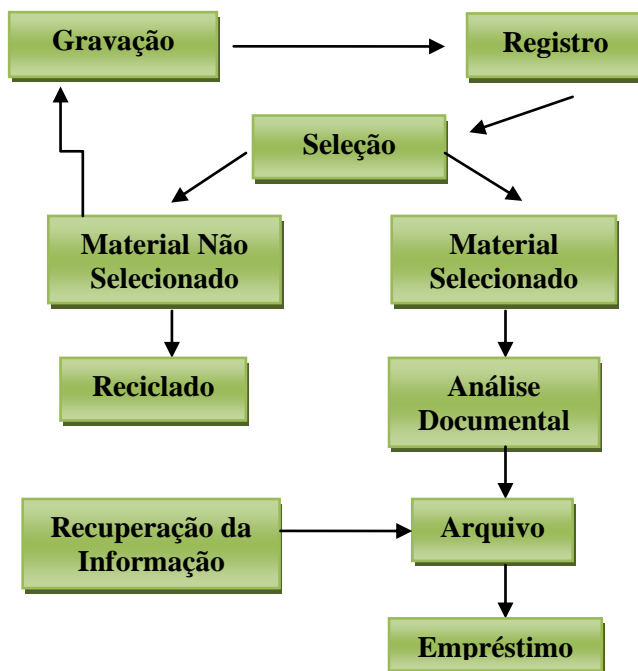 Gravação
Registro
Seleção
Material Não
Selecionado
Material
Selecionado
Reciclado
Análise
Documental
Recuperação da
Informação
Arquivo
Empréstimo